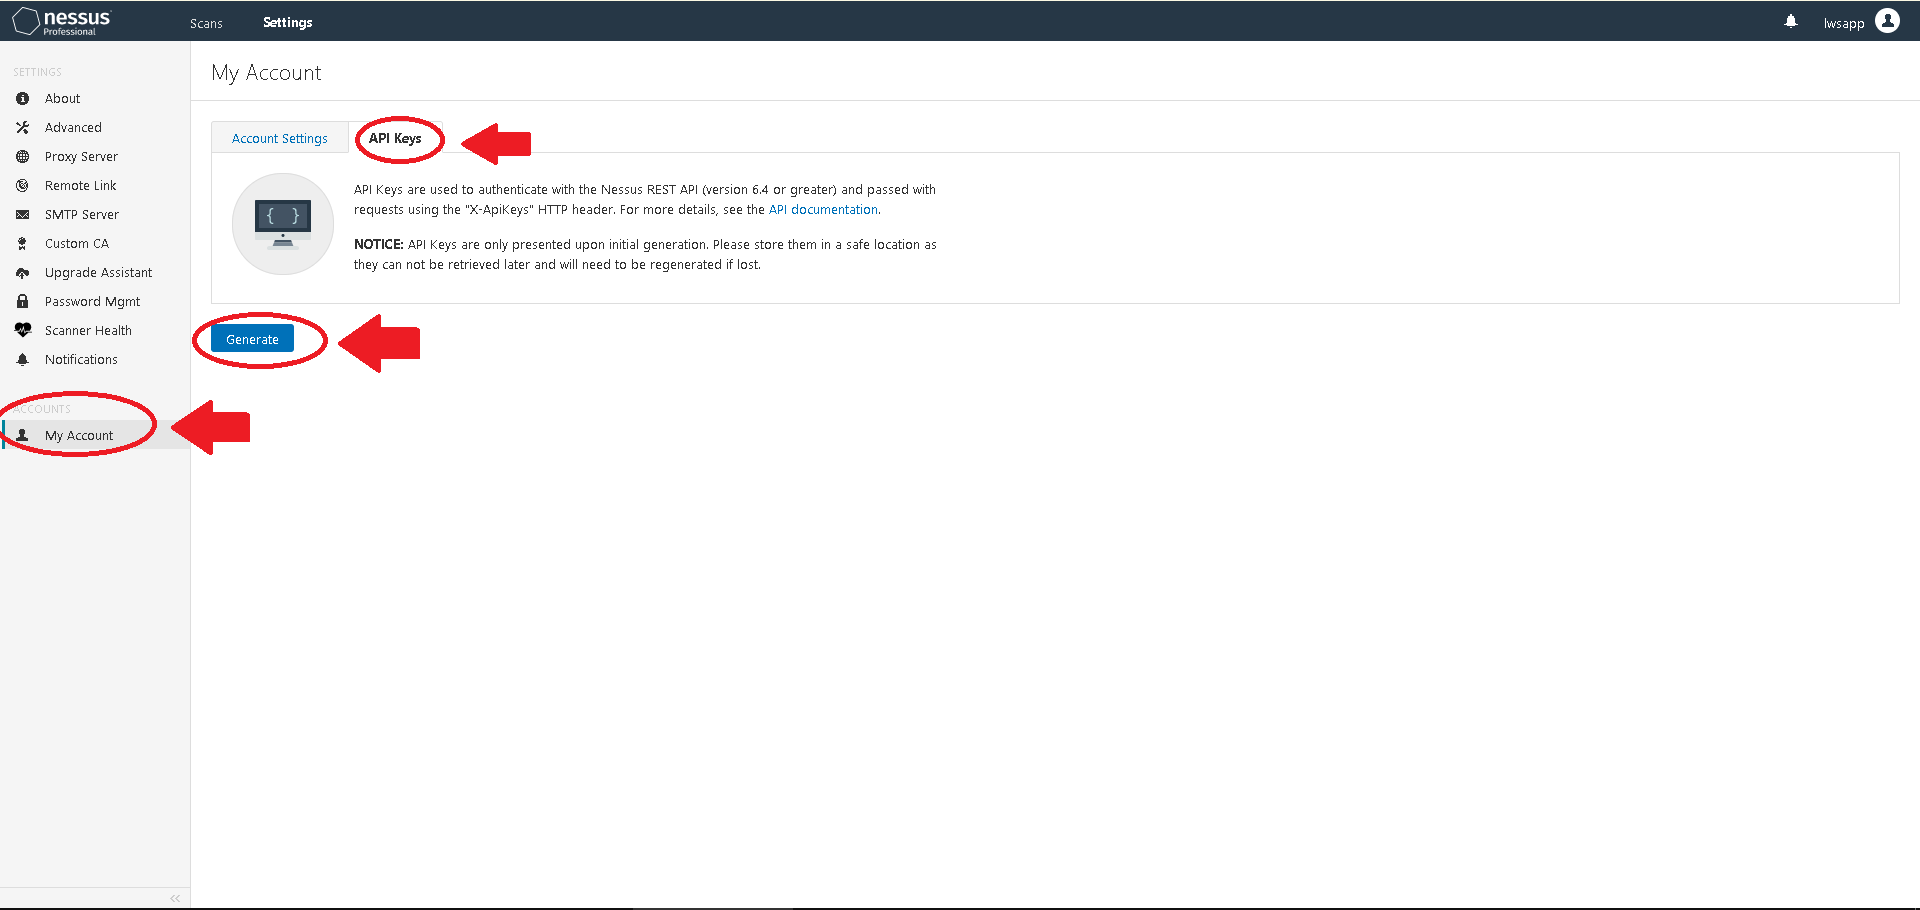 nessus
Professional
Scans
Settings
lwsapp
SETTINGS
About
Advanced
Proxy Server
Remote Link
SMTP Server
Custom CA
Upgrade Assistant
Password Mgmt
Scanner Health
Notifications
ACCOUNTS
My Account
My Account
Account Settings
API Keys
{ }
API Keys are used to authenticate with the Nessus REST API (version 6.4 or greater) and passed with
requests using the "X-ApiKeys" HTTP header. For more details, see the API documentation.
NOTICE: API Keys are only presented upon initial generation. Please store them in a safe location as
they can not be retrieved later and will need to be regenerated if lost.
Generate